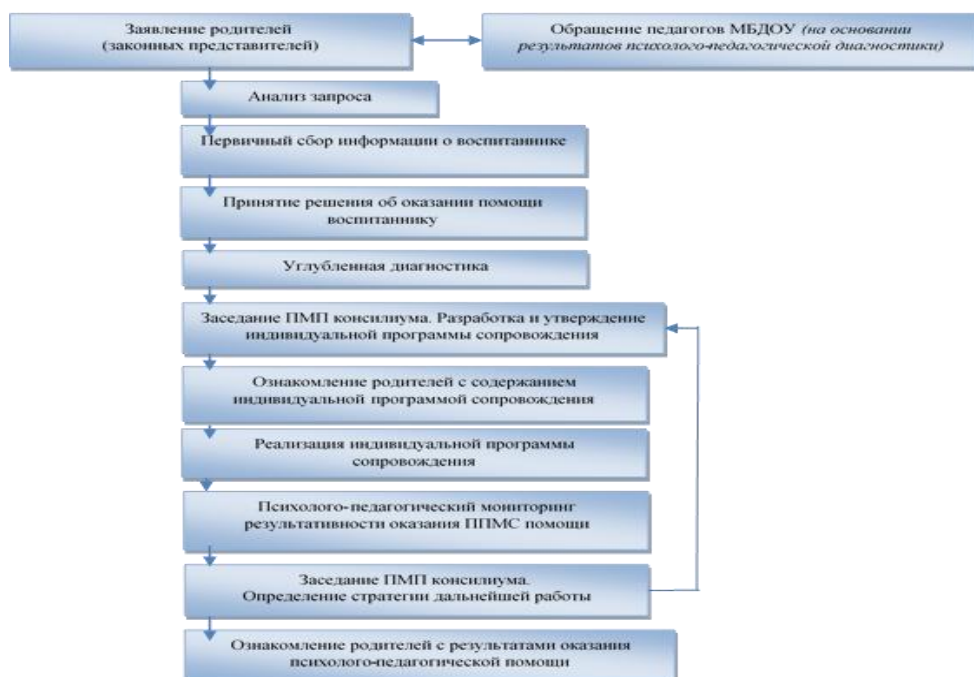 Заявление родителей
(законных представителей)
Обращение педагогов МБДОУ (на основании
результатов психолого-педагогической диагностики)
Анализ запроса
Первичный сбор информации о воспитаннике
Принятие решения об оказании помощи
воспитаннику
Углубленная диагностика
Заседание ПМП консилиума. Разработка и утверждение
индивидуальной программы сопровождения
Ознакомление родителей с содержанием
индивидуальной программой сопровождения
Реализация индивидуальной программы
сопровождения
Психолого-педагогический мониторинг
результативности оказания ППМС помощи
Заседание ПМП консилиума.
Определение стратегии дальнейшей работы
Ознакомление родителей с результатами оказания
психолого-педагогической помощи